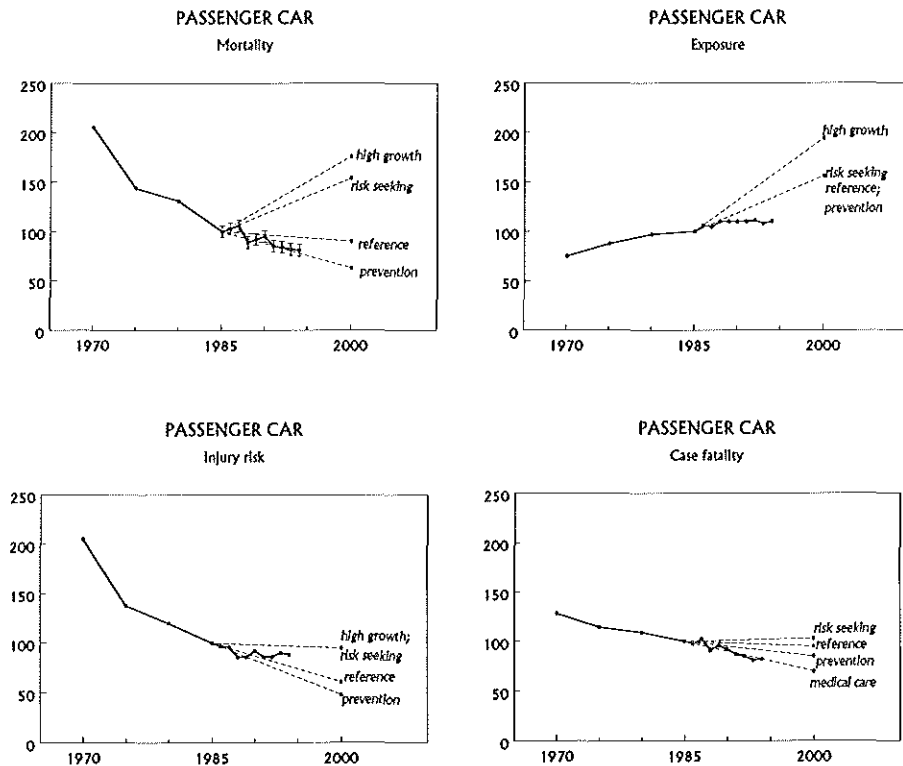 PASSENGER CAR
Mortality
250
200
150
100
50
0
1970
1985
2000
high growth
risk seeking
reference
prevention
PASSENGER CAR
Exposure
250
200
150
100
50
0
1970
1985
2000
high growth
risk seeking
reference;
prevention
PASSENGER CAR
Injury risk
250
200
150
100
50
0
1970
1985
2000
high growth;
risk seeking
reference
prevention
PASSENGER CAR
Case fatality
250
200
150
100
50
0
1970
1985
2000
risk seeking
reference
prevention
medical care